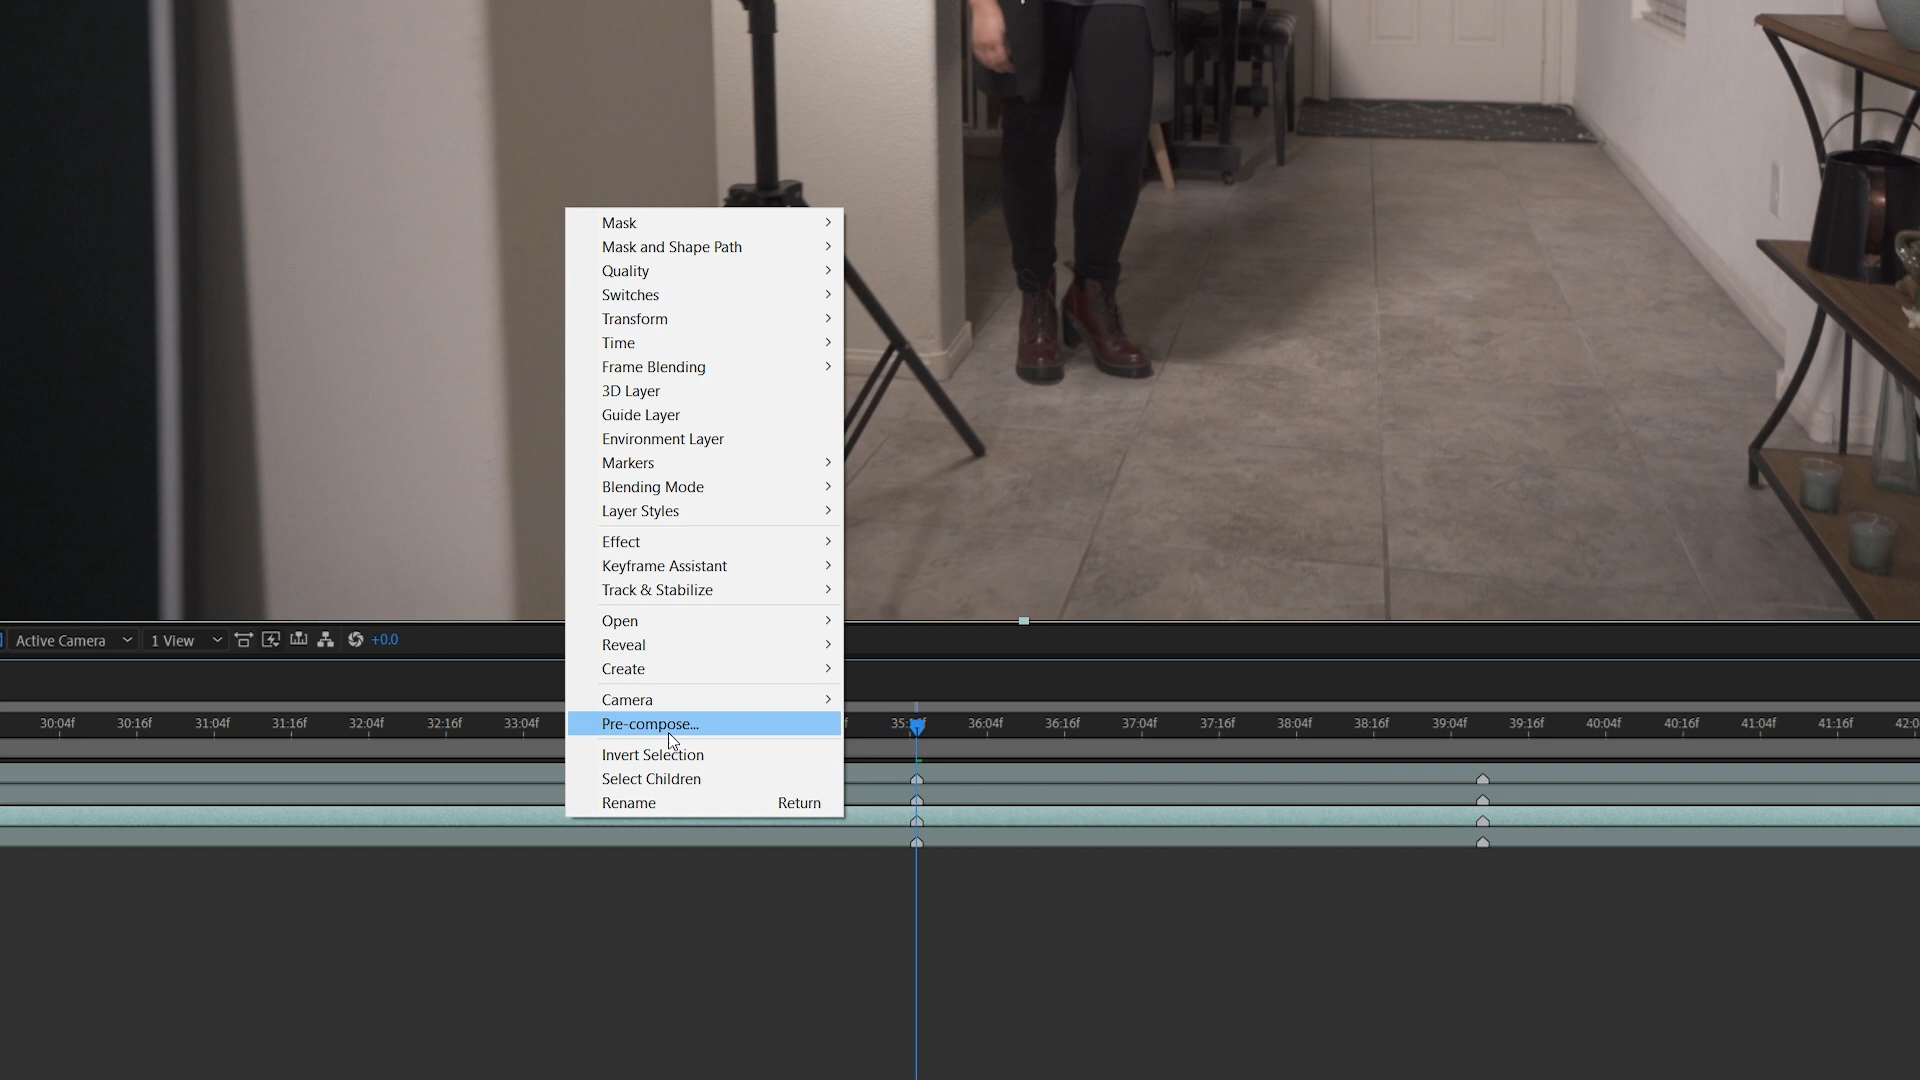 Mask
Mask and Shape Path
Quality
Switches
Transform
Time
Frame Blending
3D Layer
Guide Layer
Environment Layer
Markers
Blending Mode
Layer Styles
Effect
Keyframe Assistant
Track & Stabilize
Open
Reveal
Create
Camera
Pre-compose...
Invert Selection
Select Children
Rename Return
Active Camera 1 View +0.0
30:04f 30:16f 31:04f 31:16f 32:04f 32:16f 33:04f 36:04f 36:16f 37:04f 37:16f 38:04f 38:16f 39:04f 39:16f 40:04f 40:16f 41:04f 41:16f 42:0